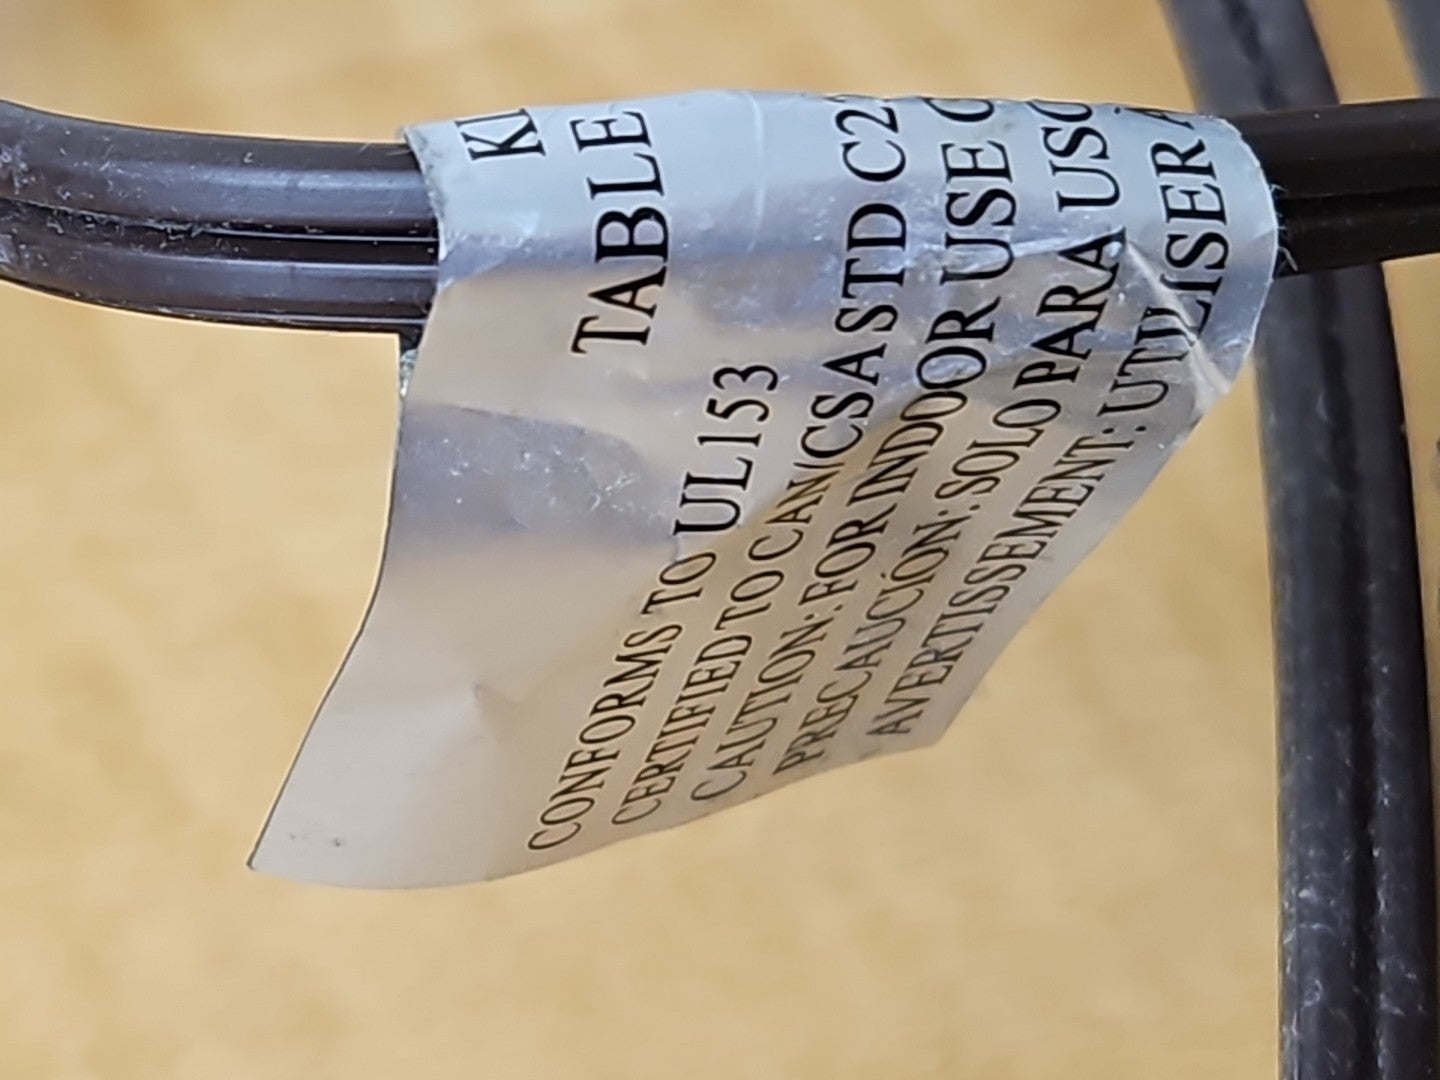 TABLE
CONFORMS TO UL153
CERTIFIED TO CAN/CSA STD C2
CAUTION: FOR INDOOR USE
PRECAUCIÓN: SOLO PARA USO
AVERTISSEMENT: UTILISER